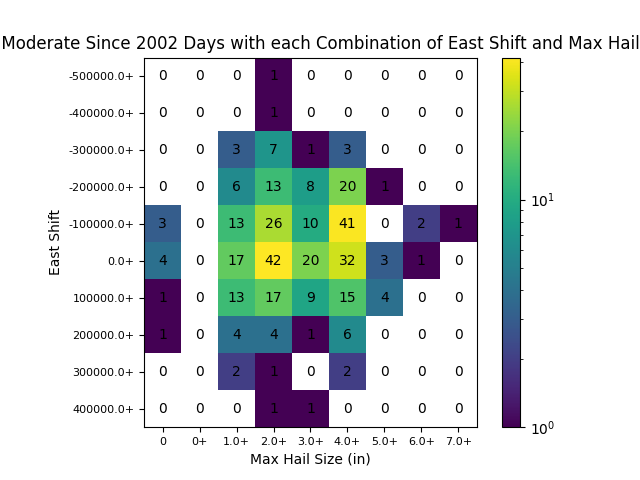 Moderate Since 2002 Days with each Combination of East Shift and Max Hail
-500000.0+ 0 0 0 1 0 0 0 0 0
-400000.0+ 0 0 0 1 0 0 0 0 0
-300000.0+ 0 0 3 7 1 3 0 0 0
-200000.0+ 0 0 6 13 8 20 1 0 0
-100000.0+ 3 0 13 26 10 41 0 2 1
0.0+ 4 0 17 42 20 32 3 1 0
100000.0+ 1 0 13 17 9 15 4 0 0
200000.0+ 1 0 4 4 1 6 0 0 0
300000.0+ 0 0 2 1 0 2 0 0 0
400000.0+ 0 0 0 1 1 0 0 0 0
0 0+ 1.0+ 2.0+ 3.0+ 4.0+ 5.0+ 6.0+ 7.0+
Max Hail Size (in)
East Shift
10¹
10⁰